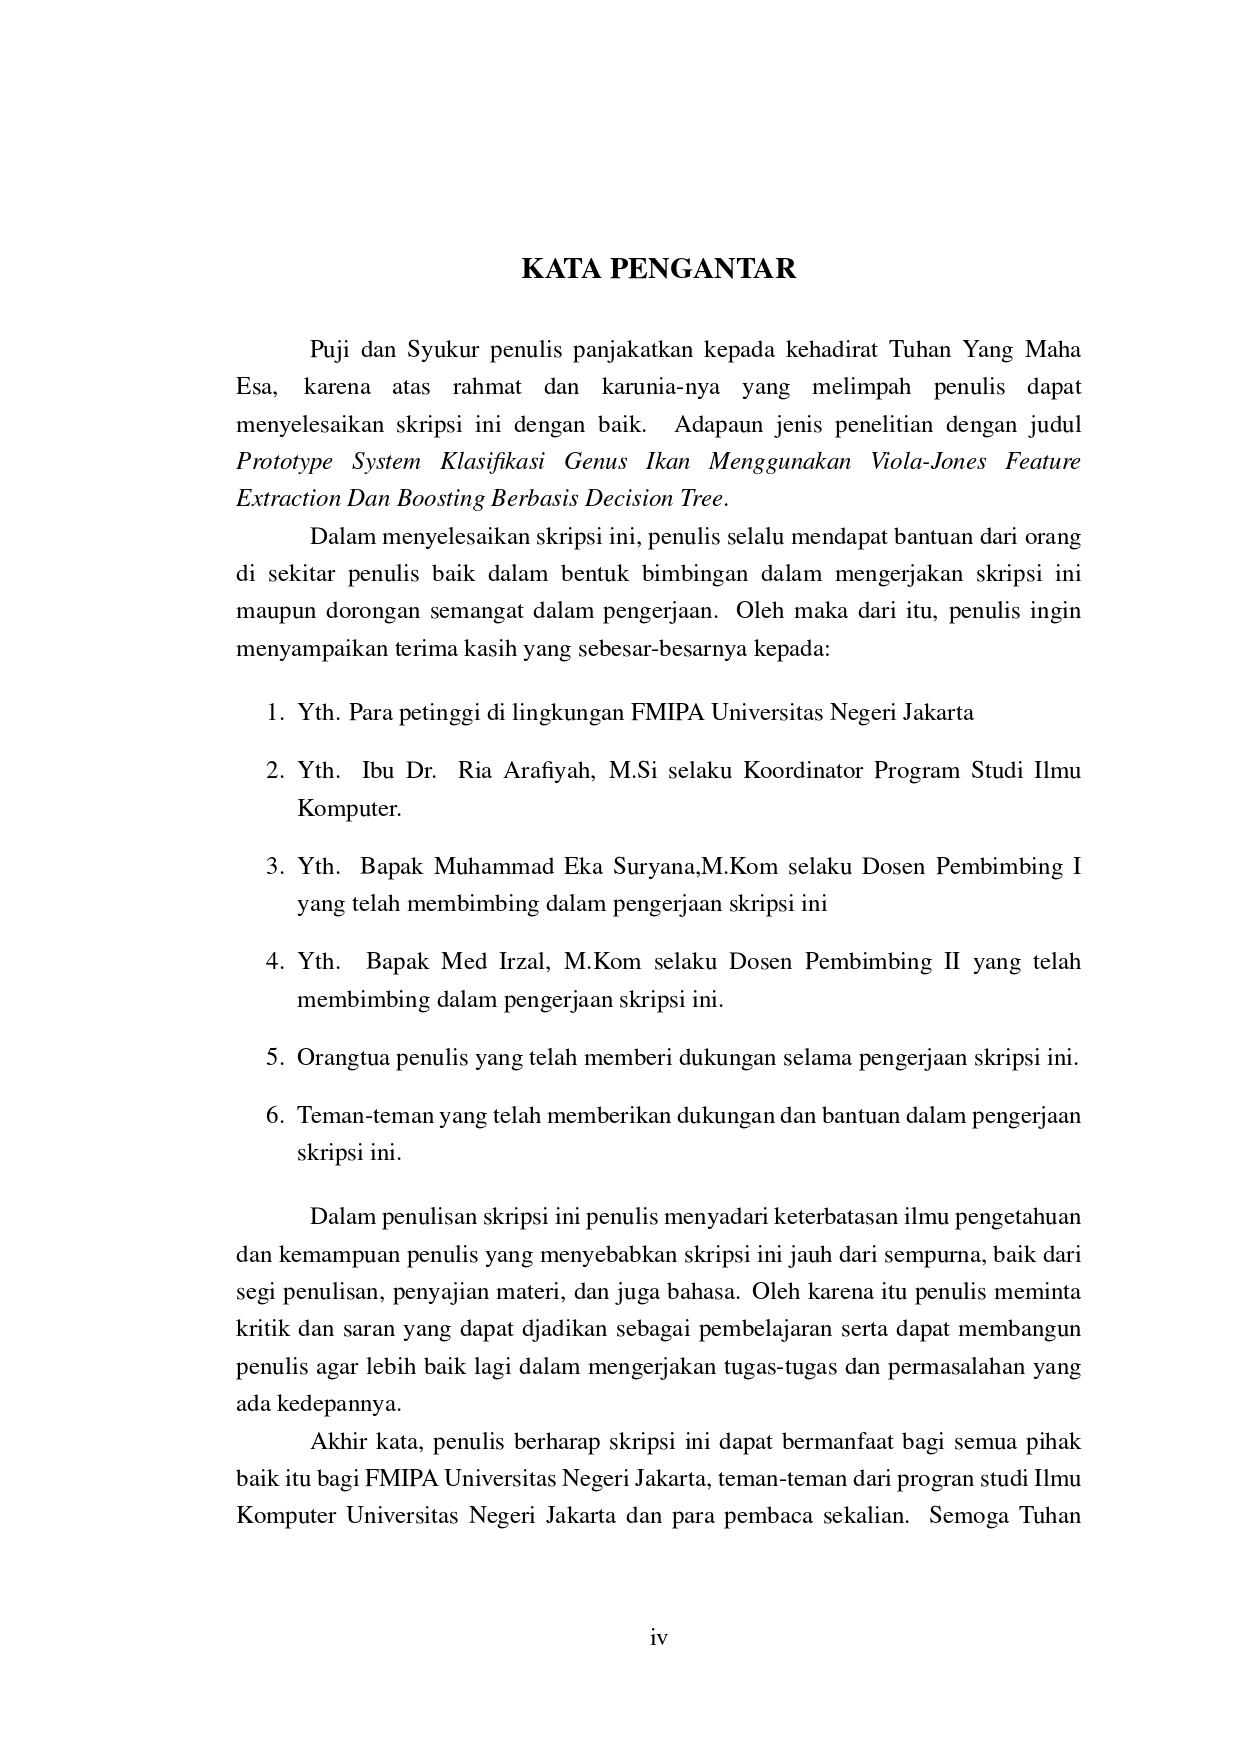 KATA PENGANTAR
Puji dan Syukur penulis panjakatkan kepada kehadirat Tuhan Yang Maha
Esa, karena atas rahmat dan karunia-nya yang melimpah penulis dapat
menyelesaikan skripsi ini dengan baik. Adapaun jenis penelitian dengan judul
Prototype System Klasifikasi Genus Ikan Menggunakan Viola-Jones Feature
Extraction Dan Boosting Berbasis Decision Tree.
Dalam menyelesaikan skripsi ini, penulis selalu mendapat bantuan dari orang
di sekitar penulis baik dalam bentuk bimbingan dalam mengerjakan skripsi ini
maupun dorongan semangat dalam pengerjaan. Oleh maka dari itu, penulis ingin
menyampaikan terima kasih yang sebesar-besarnya kepada:
1. Yth. Para petinggi di lingkungan FMIPA Universitas Negeri Jakarta
2. Yth. Ibu Dr. Ria Arafiyah, M.Si selaku Koordinator Program Studi Ilmu
Komputer.
3. Yth. Bapak Muhammad Eka Suryana,M.Kom selaku Dosen Pembimbing I
yang telah membimbing dalam pengerjaan skripsi ini
4. Yth. Bapak Med Irzal, M.Kom selaku Dosen Pembimbing II yang telah
membimbing dalam pengerjaan skripsi ini.
5. Orangtua penulis yang telah memberi dukungan selama pengerjaan skripsi ini.
6. Teman-teman yang telah memberikan dukungan dan bantuan dalam pengerjaan
skripsi ini.
Dalam penulisan skripsi ini penulis menyadari keterbatasan ilmu pengetahuan
dan kemampuan penulis yang menyebabkan skripsi ini jauh dari sempurna, baik dari
segi penulisan, penyajian materi, dan juga bahasa. Oleh karena itu penulis meminta
kritik dan saran yang dapat djadikan sebagai pembelajaran serta dapat membangun
penulis agar lebih baik lagi dalam mengerjakan tugas-tugas dan permasalahan yang
ada kedepannya.
Akhir kata, penulis berharap skripsi ini dapat bermanfaat bagi semua pihak
baik itu bagi FMIPA Universitas Negeri Jakarta, teman-teman dari progran studi Ilmu
Komputer Universitas Negeri Jakarta dan para pembaca sekalian. Semoga Tuhan
iv